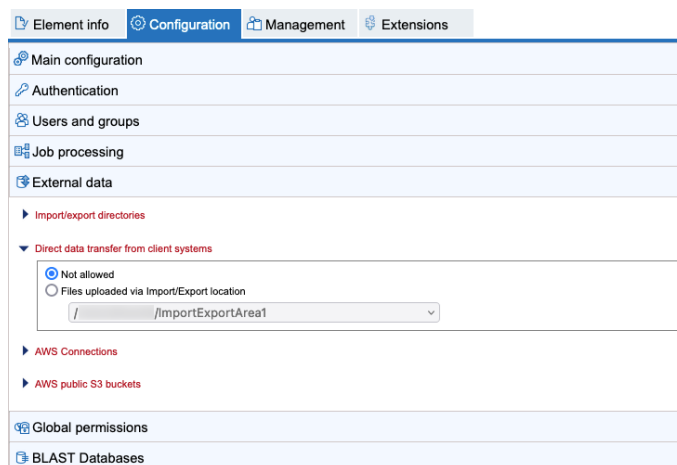 Element info Configuration Management Extensions
Main configuration
Authentication
Users and groups
Job processing
External data
Import/export directories
Direct data transfer from client systems
Not allowed
Files uploaded via Import/Export location
/ /ImportExportArea1
AWS Connections
AWS public S3 buckets
Global permissions
BLAST Databases